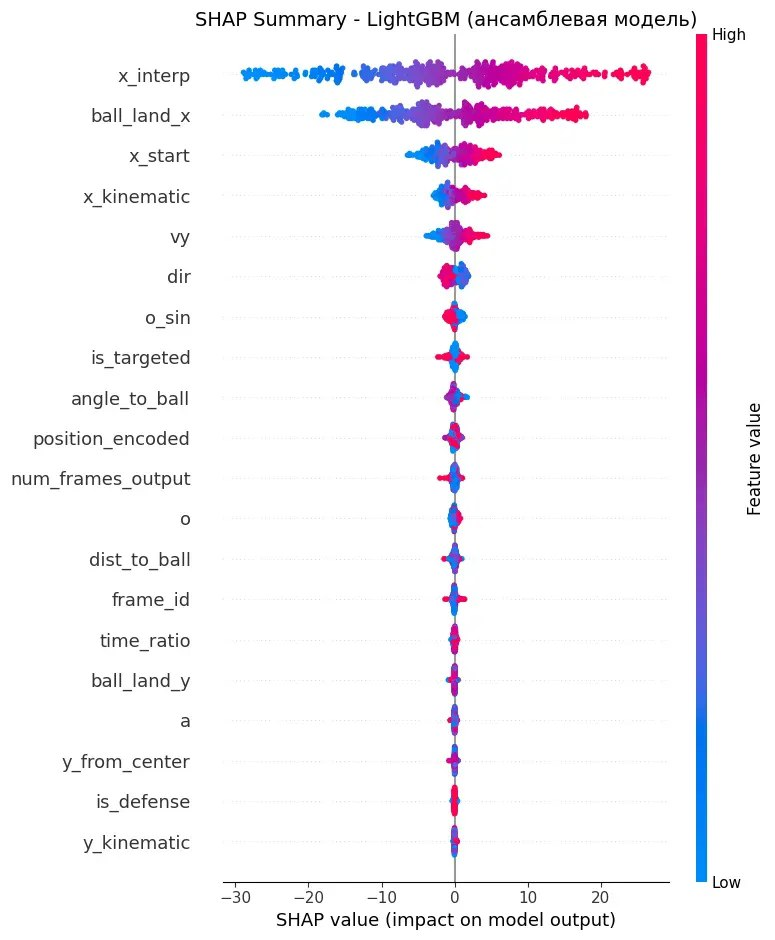 SHAP Summary - LightGBM (ансамблевая модель)
High
x_interp
ball_land_x
x_start
x_kinematic
vy
dir
o_sin
is_targeted
angle_to_ball
position_encoded
num_frames_output
o
dist_to_ball
frame_id
time_ratio
ball_land_y
a
y_from_center
is_defense
y_kinematic
Feature value
Low
−30 −20 −10 0 10 20
SHAP value (impact on model output)